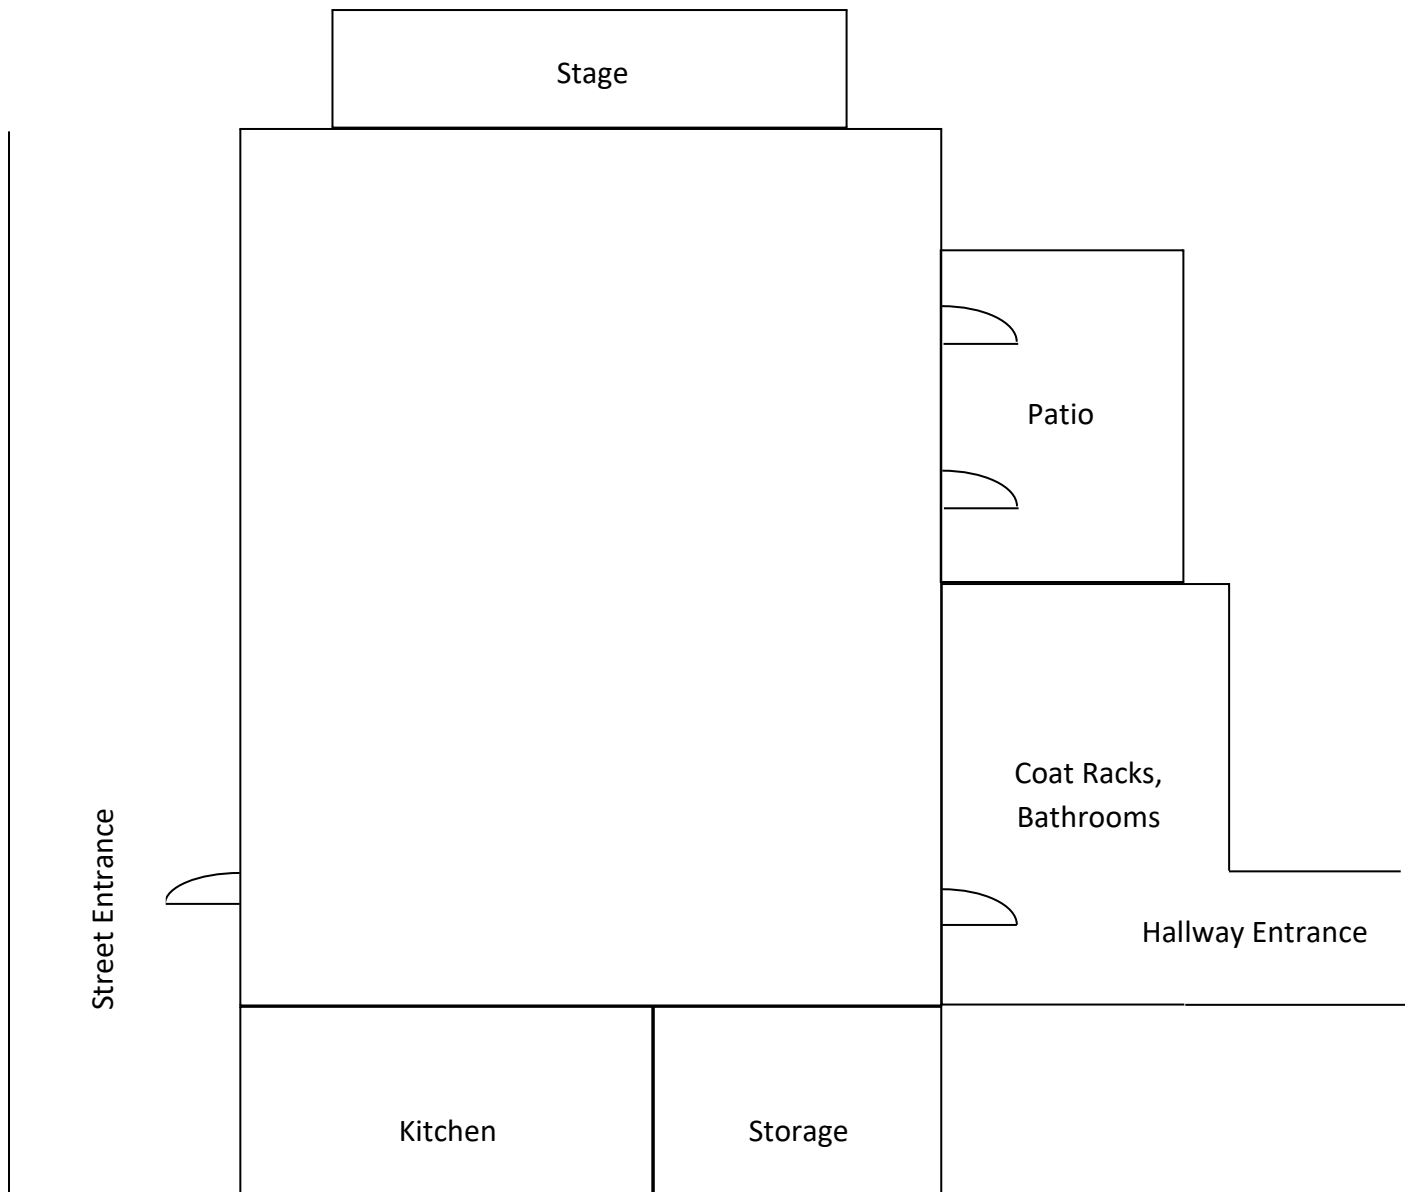 Stage
Patio
Coat Racks,
Bathrooms
Street Entrance
Hallway Entrance
Kitchen
Storage